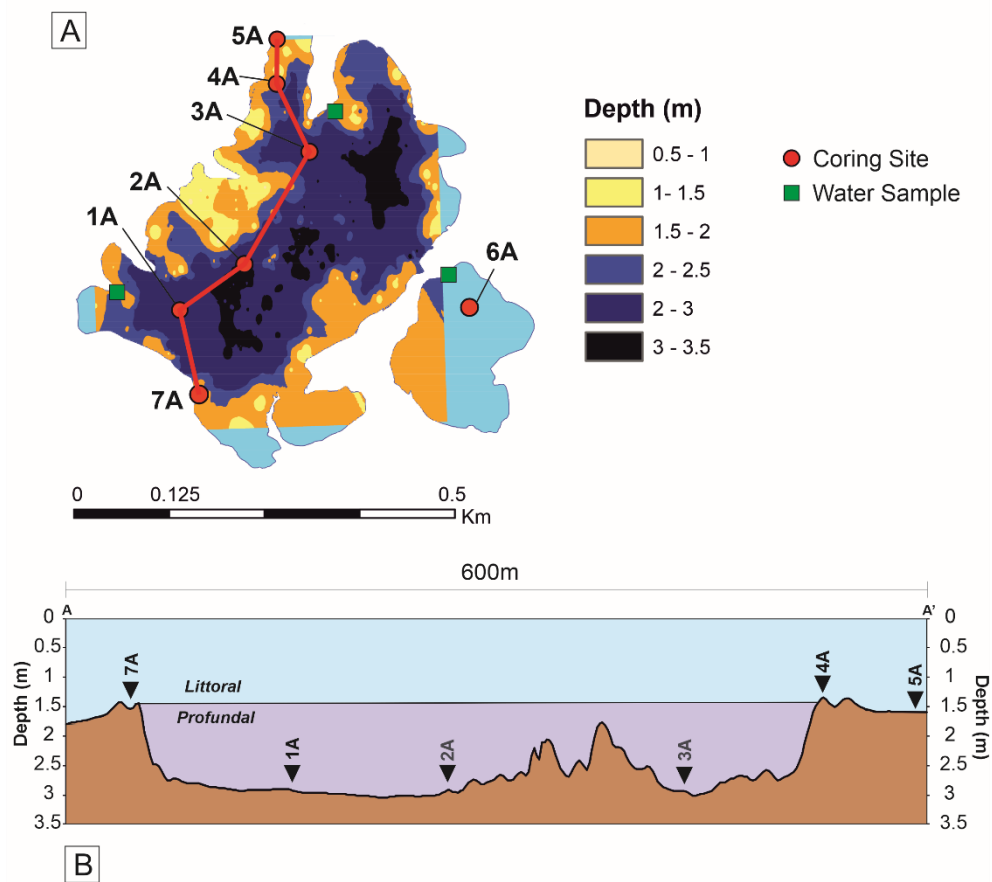 A
5A
4A
3A
2A
1A
6A
7A
Depth (m)
0.5 - 1
1- 1.5
1.5 - 2
2 - 2.5
2 - 3
3 - 3.5
Coring Site
Water Sample
0 0.125 0.5
Km
600m
A A'
0 0
0.5 0.5
1 1
1.5 1.5
2 2
2.5 2.5
3 3
3.5 3.5
Depth (m)
Depth (m)
7A
4A
5A
Littoral
Profundal
1A
2A
3A
B